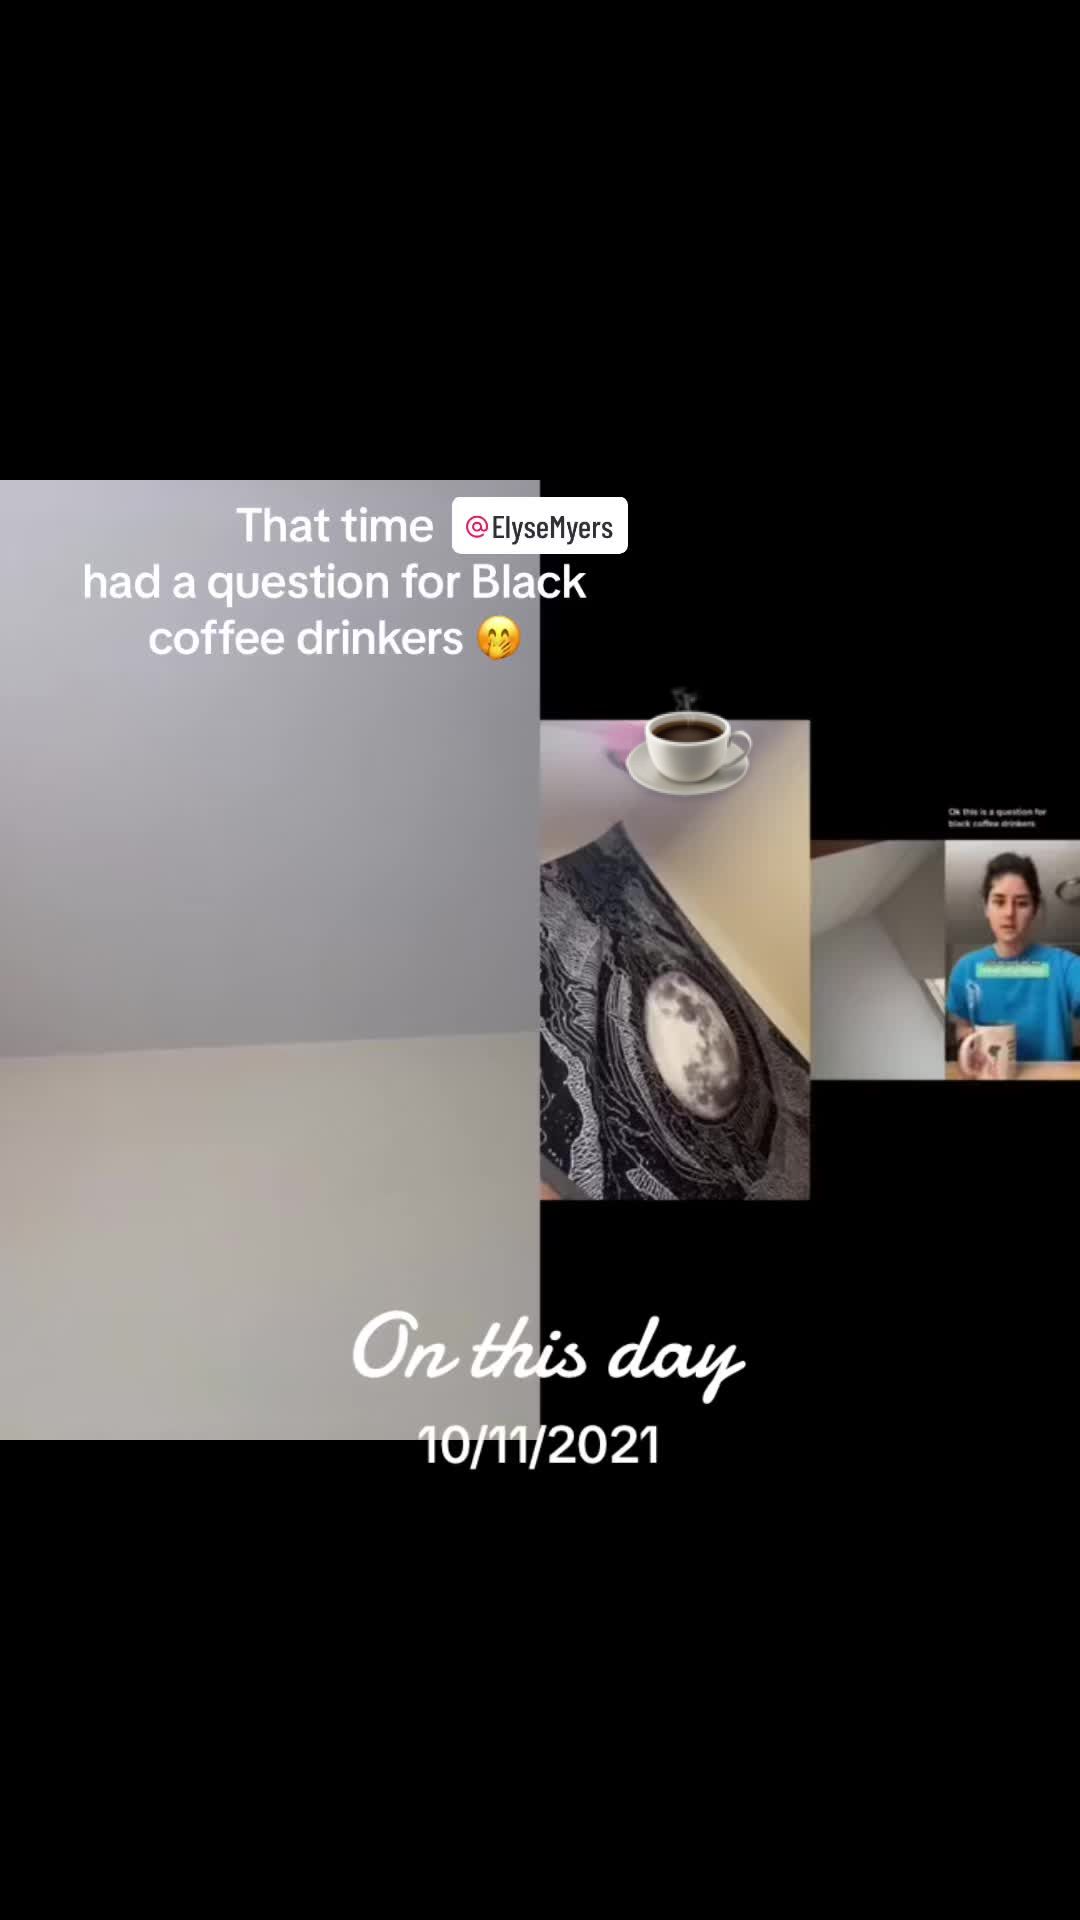 That time @ElyseMyers
had a question for Black
coffee drinkers 🤭
Ok this is a question for
black coffee drinkers
On this day
10/11/2021